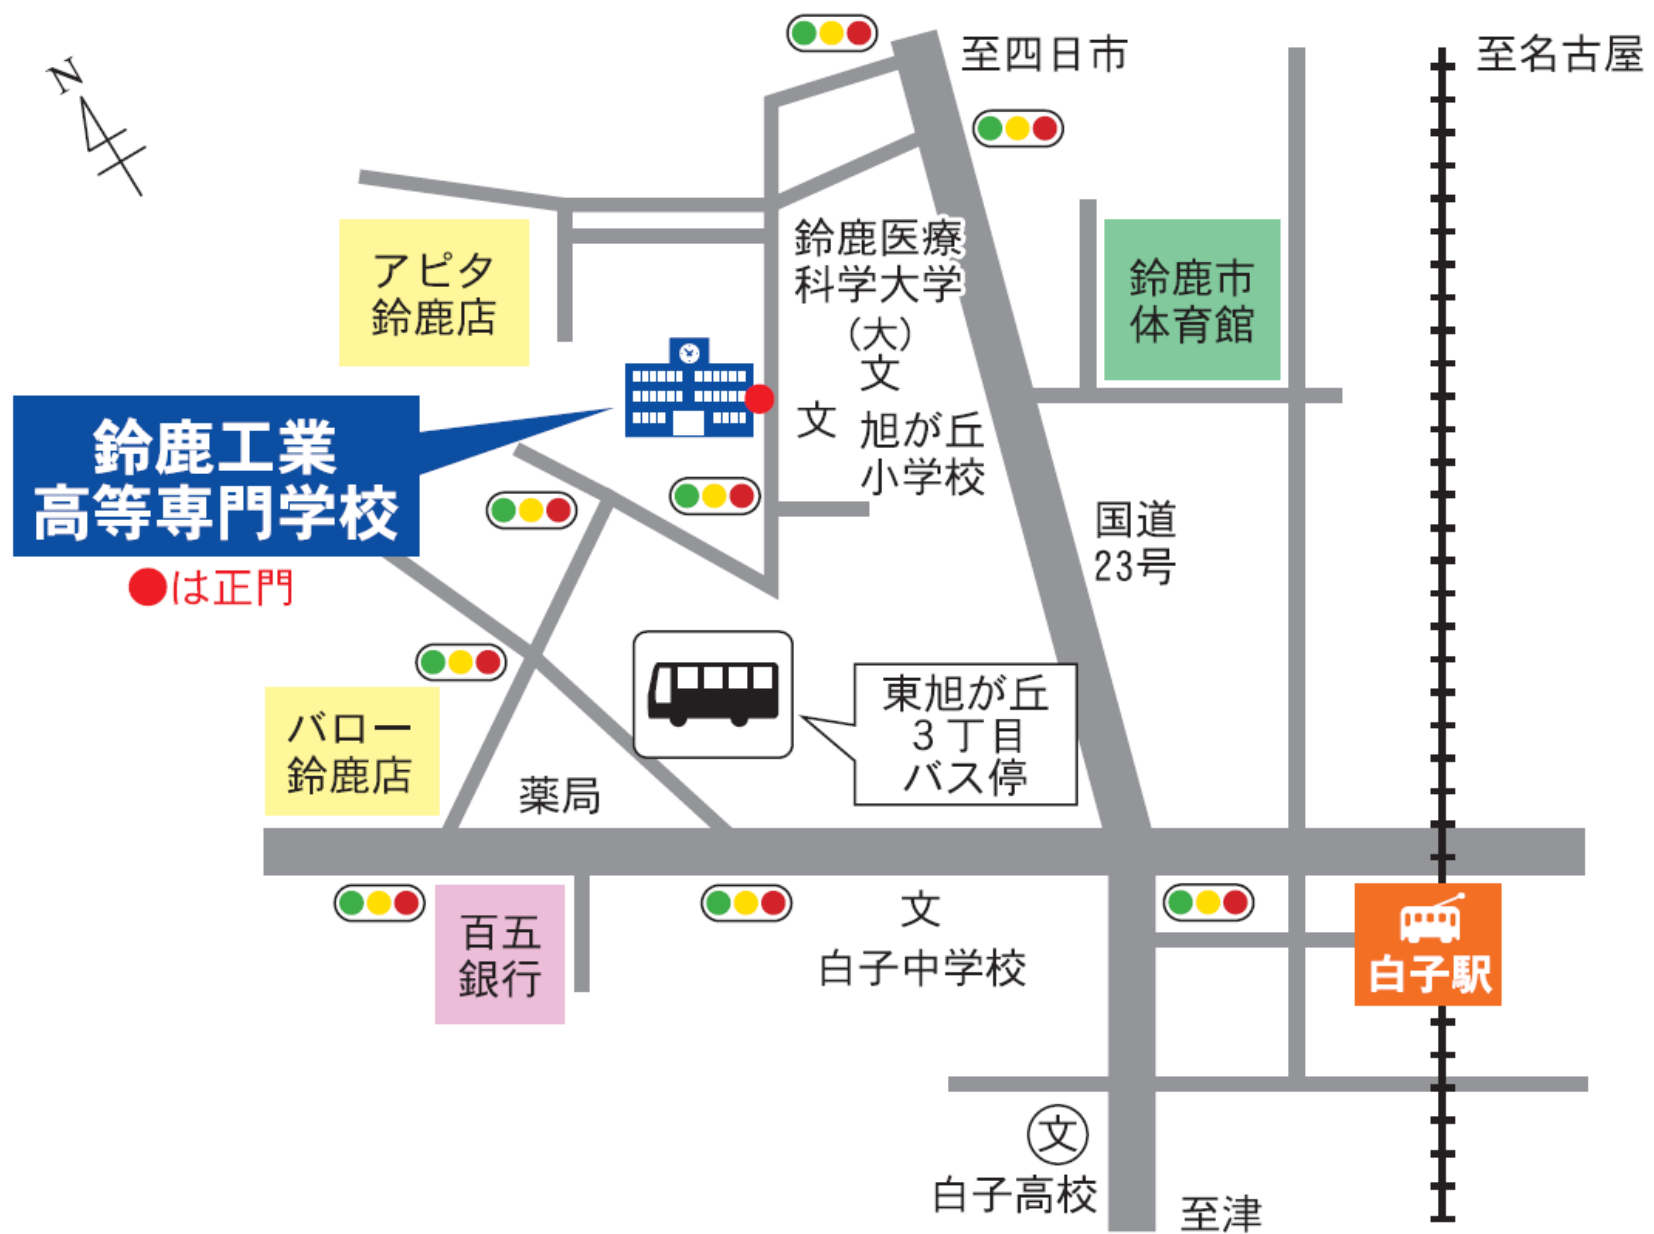 N
至四日市
至名古屋
鈴鹿医療
科学大学
(大)
文
アピタ
鈴鹿店
鈴鹿市
体育館
鈴鹿工業
高等専門学校
●は正門
文
旭が丘
小学校
国道
23号
東旭が丘
3丁目
バス停
バロー
鈴鹿店
薬局
百五
銀行
文
白子中学校
白子駅
文
白子高校
至津